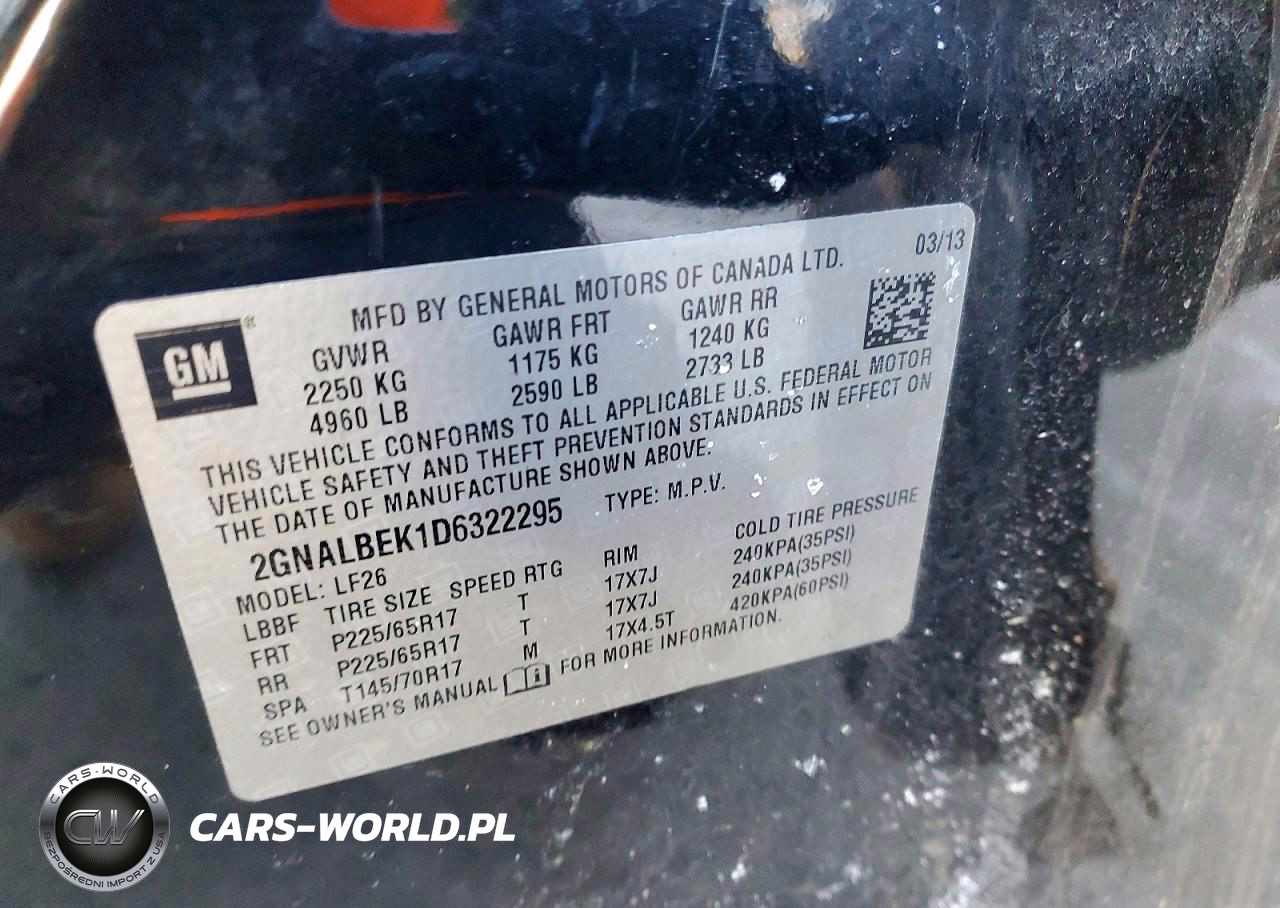 03/13
MFD BY GENERAL MOTORS OF CANADA LTD.
GM®
GVWR GAWR FRT GAWR RR
2250 KG 1175 KG 1240 KG
4960 LB 2590 LB 2733 LB
THIS VEHICLE CONFORMS TO ALL APPLICABLE U.S. FEDERAL MOTOR
VEHICLE SAFETY AND THEFT PREVENTION STANDARDS IN EFFECT ON
THE DATE OF MANUFACTURE SHOWN ABOVE.
2GNALBEK1D6322295 TYPE: M.P.V.
MODEL: LF26
LBBF TIRE SIZE SPEED RTG RIM COLD TIRE PRESSURE
FRT P225/65R17 T 17X7J 240KPA(35PSI)
RR P225/65R17 T 17X7J 240KPA(35PSI)
SPA T145/70R17 M 17X4.5T 420KPA(60PSI)
SEE OWNER'S MANUAL FOR MORE INFORMATION.
CARS-WORLD
CW
BEZPOŚREDNI IMPORT Z USA
CARS-WORLD.PL